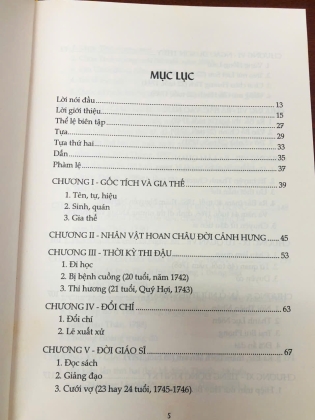 MỤC LỤC
Lời nói đầu 13
Lời giới thiệu 15
Thể lệ biên tập 27
Tựa 29
Tựa thứ hai 33
Dẫn 35
Phàm lệ 37
CHƯƠNG I - GỐC TÍCH VÀ GIA THẾ 39
1. Tên, tự, hiệu
2. Sinh, quán
3. Gia thế
CHƯƠNG II - NHÂN VẬT HOAN CHÂU ĐỜI CẢNH HƯNG 45
CHƯƠNG III - THỜI KỲ THI ĐẬU 53
1. Đi học
2. Bị bệnh cuồng (20 tuổi, năm 1742)
3. Thi hương (21 tuổi, Quý Hợi, 1743)
CHƯƠNG IV - ĐỔI CHÍ 63
1. Đổi chí
2. Lẽ xuất xử
CHƯƠNG V - ĐỜI GIÁO SĨ 67
1. Đọc sách
2. Giảng đạo
3. Cưới vợ (23 hay 24 tuổi, 1745-1746)
5